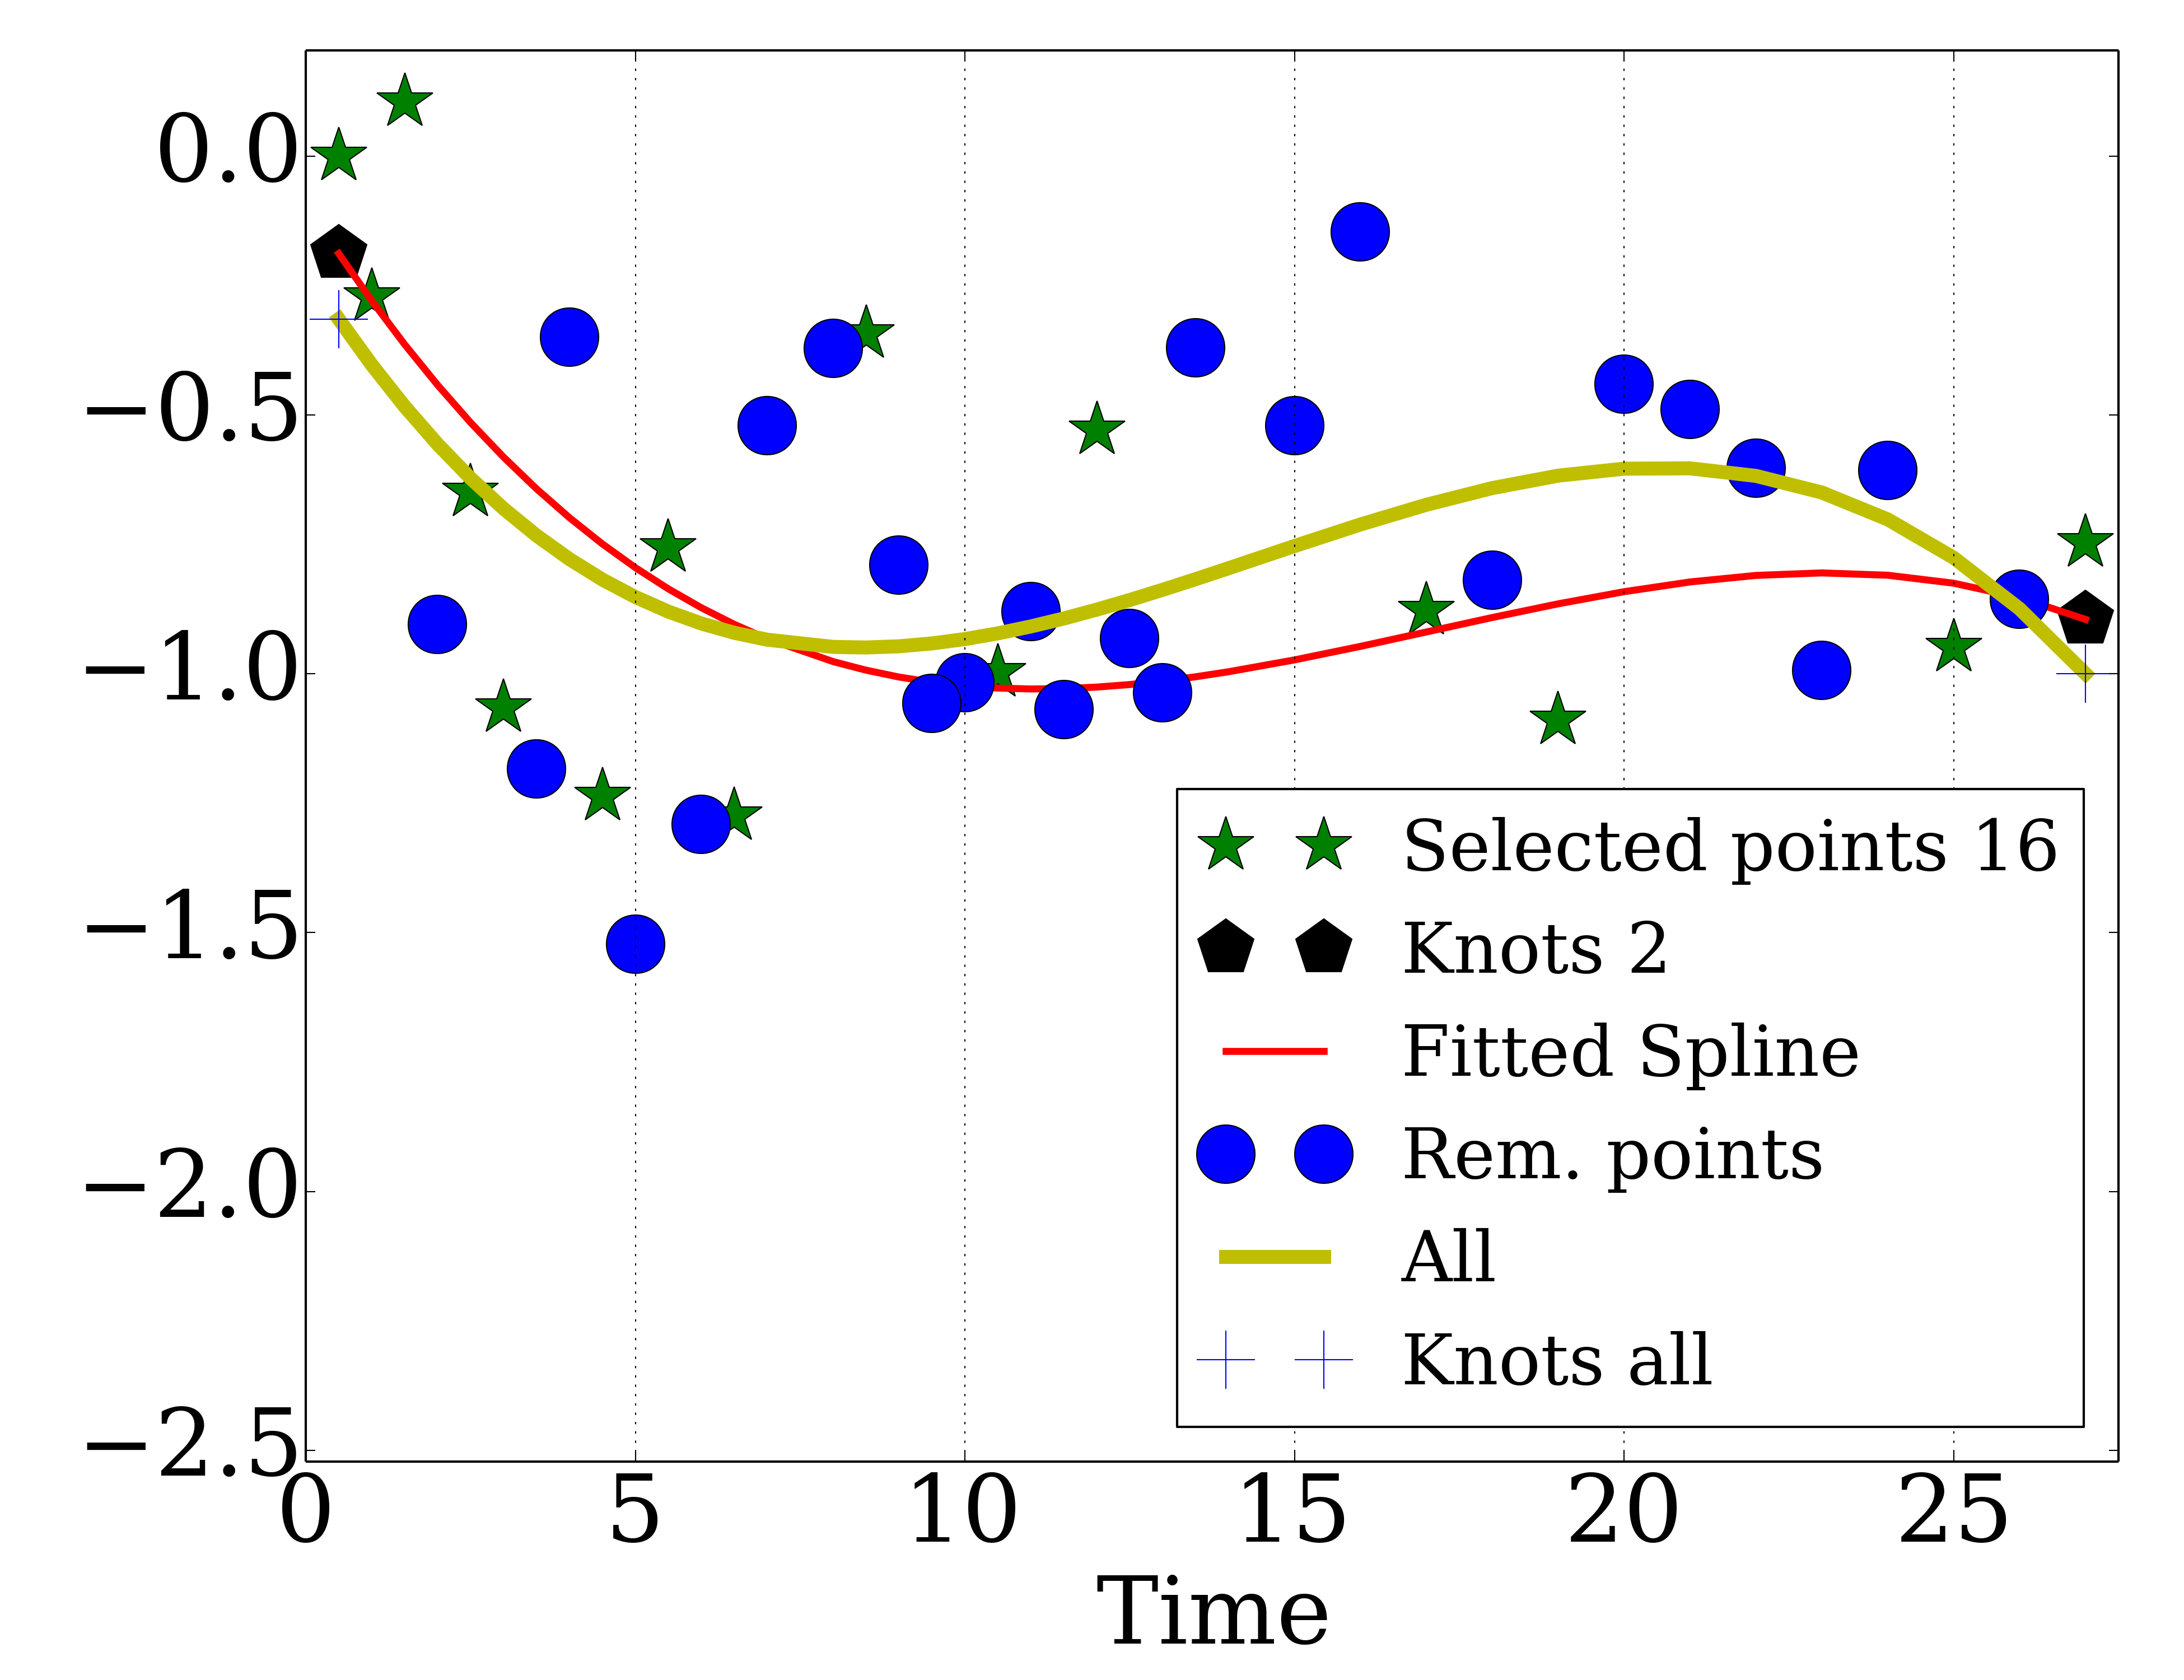 0.0
−0.5
−1.0
−1.5
−2.0
−2.5
0 5 10 15 20 25
Time
Selected points 16
Knots 2
Fitted Spline
Rem. points
All
Knots all